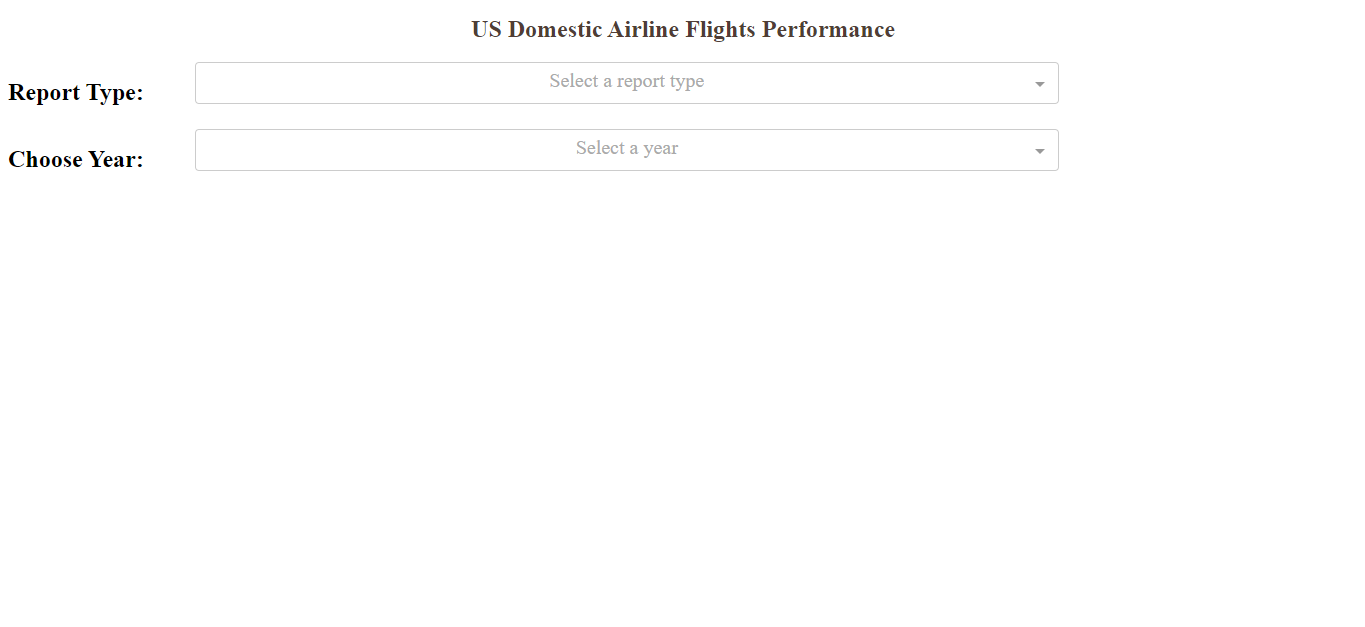 US Domestic Airline Flights Performance
Report Type:
Select a report type
Choose Year:
Select a year